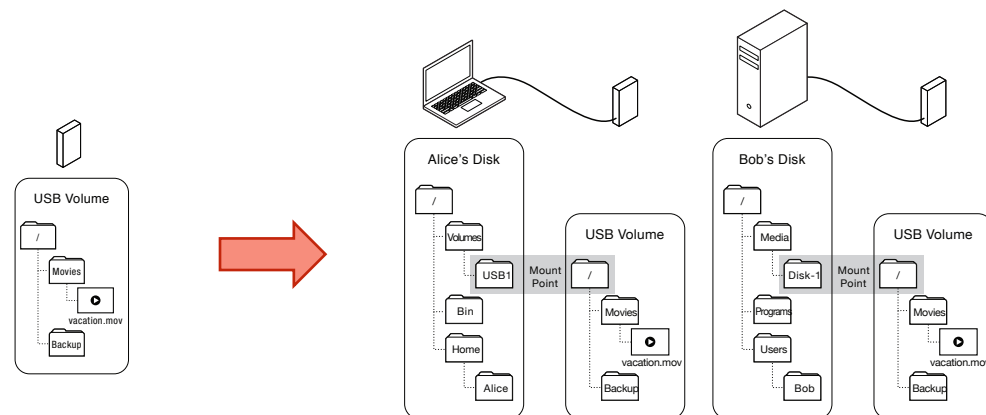 USB Volume
/
Movies
vacation.mov
Backup
Alice's Disk
/
Volumes
USB1
Bin
Home
Alice
Mount
Point
USB Volume
/
Movies
vacation.mov
Backup
Bob's Disk
/
Media
Disk-1
Programs
Users
Bob
Mount
Point
USB Volume
/
Movies
vacation.mov
Backup